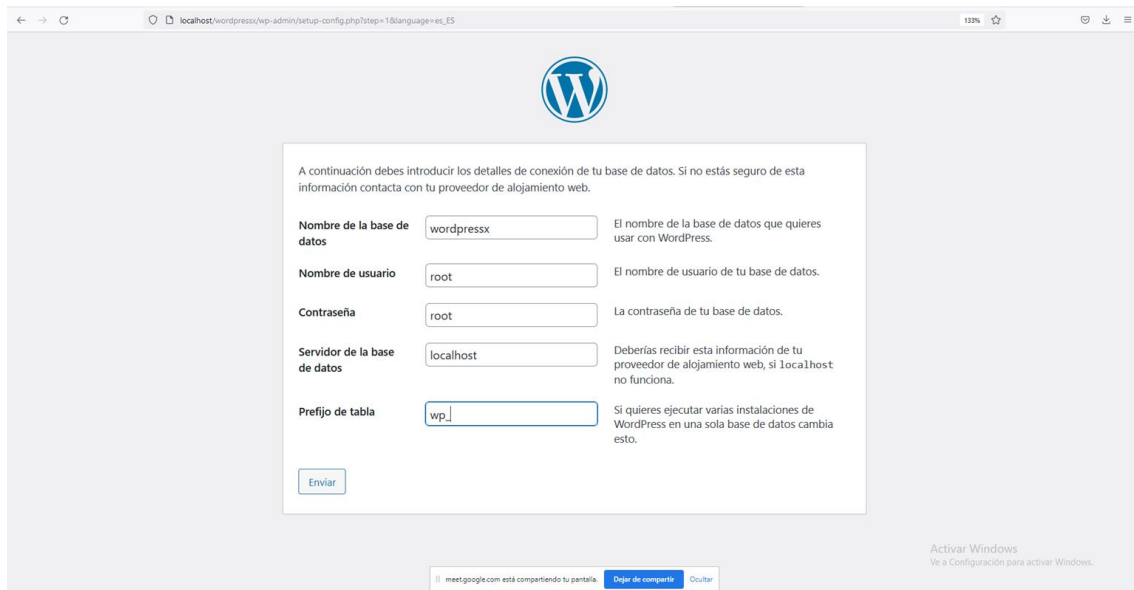 localhost/wordpressx/wp-admin/setup-config.php?step=1&language=es_ES
133%
A continuación debes introducir los detalles de conexión de tu base de datos. Si no estás seguro de esta
información contacta con tu proveedor de alojamiento web.
Nombre de la base de
datos
wordpressx
El nombre de la base de datos que quieres
usar con WordPress.
Nombre de usuario
root
El nombre de usuario de tu base de datos.
Contraseña
root
La contraseña de tu base de datos.
Servidor de la base
de datos
localhost
Deberías recibir esta información de tu
proveedor de alojamiento web, si localhost
no funciona.
Prefijo de tabla
wp_
Si quieres ejecutar varias instalaciones de
WordPress en una sola base de datos cambia
esto.
Enviar
Activar Windows
Ve a Configuración para activar Windows.
meet.google.com está compartiendo tu pantalla.
Dejar de compartir
Ocultar